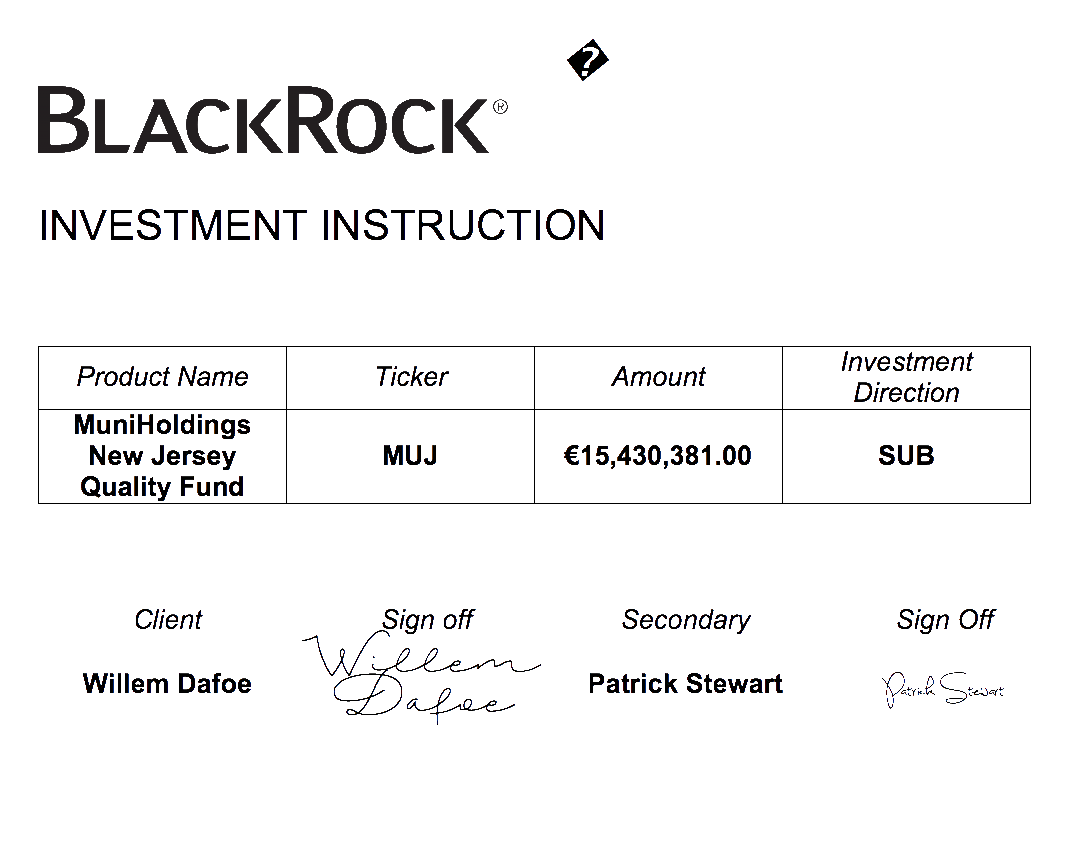 �
BLACKROCK®
INVESTMENT INSTRUCTION
Product Name Ticker Amount Investment Direction
MuniHoldings New Jersey Quality Fund MUJ €15,430,381.00 SUB
Client Sign off Secondary Sign Off
Willem Dafoe Willem Dafoe Patrick Stewart Patrick Stewart